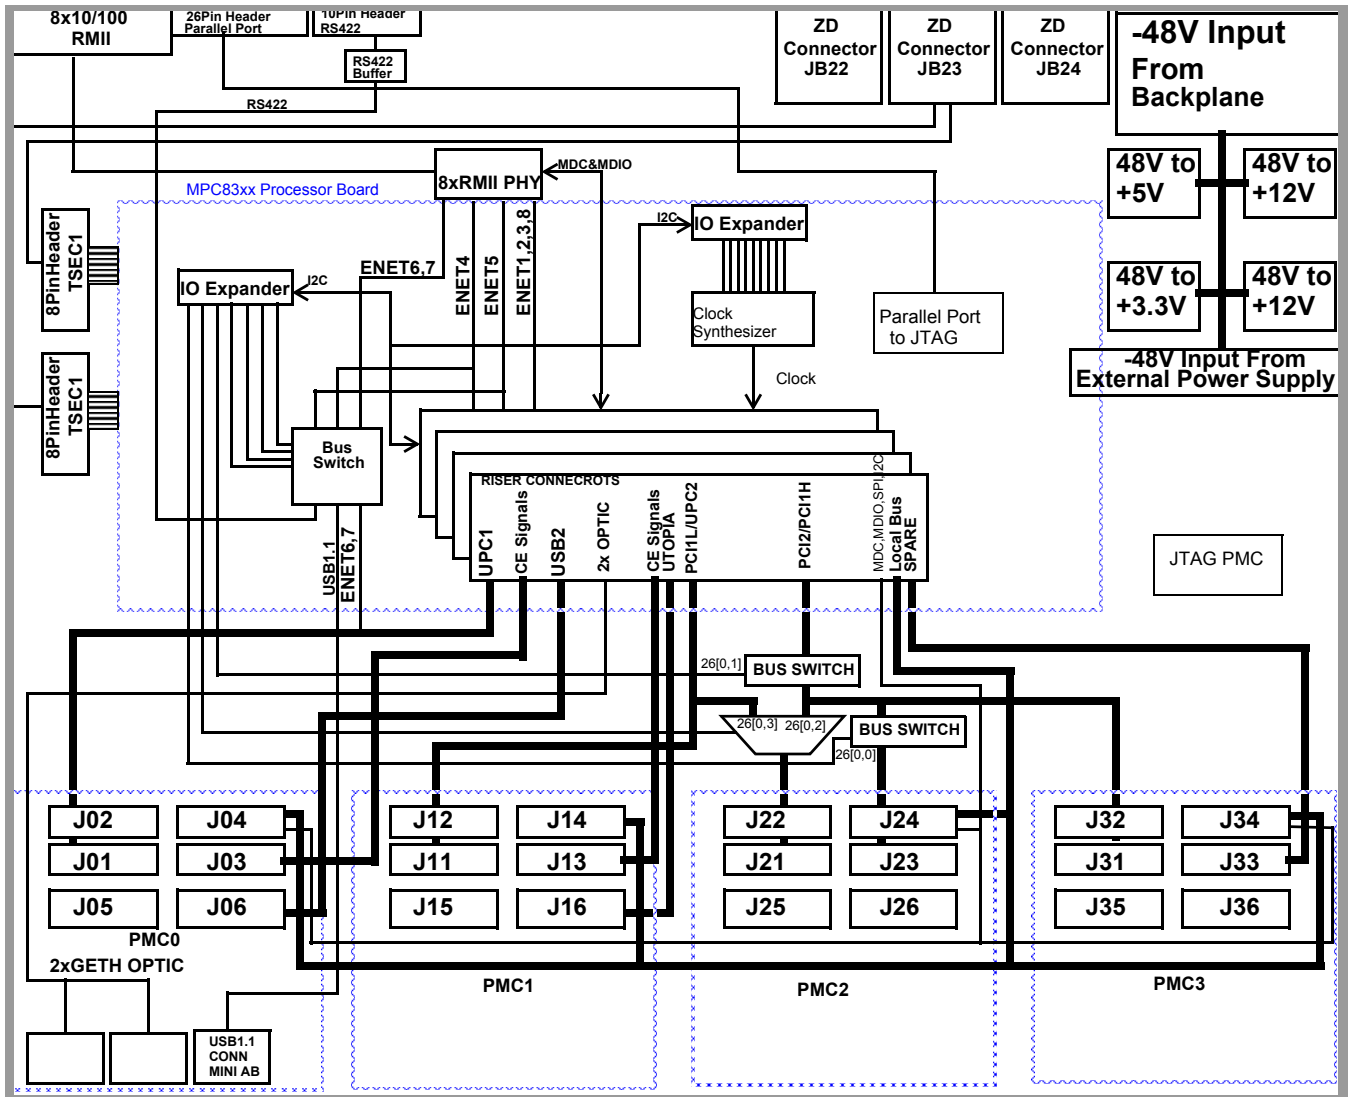 8x10/100
RMII
26Pin Header
Parallel Port
10Pin Header
RS422
RS422
Buffer
RS422
ZD
Connector
JB22
ZD
Connector
JB23
ZD
Connector
JB24
-48V Input
From
Backplane
48V to
+5V
48V to
+12V
48V to
+3.3V
48V to
+12V
-48V Input From
External Power Supply
MPC83xx Processor Board
8xRMII PHY
MDC&MDIO
8PinHeader
TSEC1
8PinHeader
TSEC1
IO Expander
I2C
ENET6,7
ENET4
ENET5
ENET1,2,3,8
I2C
IO Expander
Clock
Synthesizer
Clock
Parallel Port
to JTAG
Bus
Switch
USB1.1
ENET6,7
RISER CONNECROTS
UPC1
CE Signals
USB2
2x OPTIC
CE Signals
UTOPIA
PCI1L/UPC2
PCI2/PCI1H
MDC,MDIO,SPI,I2C
Local Bus
SPARE
JTAG PMC
26[0,1]
BUS SWITCH
26[0,3]
26[0,2]
BUS SWITCH
26[0,0]
J02
J04
J01
J03
J05
J06
PMC0
J12
J14
J11
J13
J15
J16
PMC1
J22
J24
J21
J23
J25
J26
PMC2
J32
J34
J31
J33
J35
J36
PMC3
2xGETH OPTIC
USB1.1
CONN
MINI AB